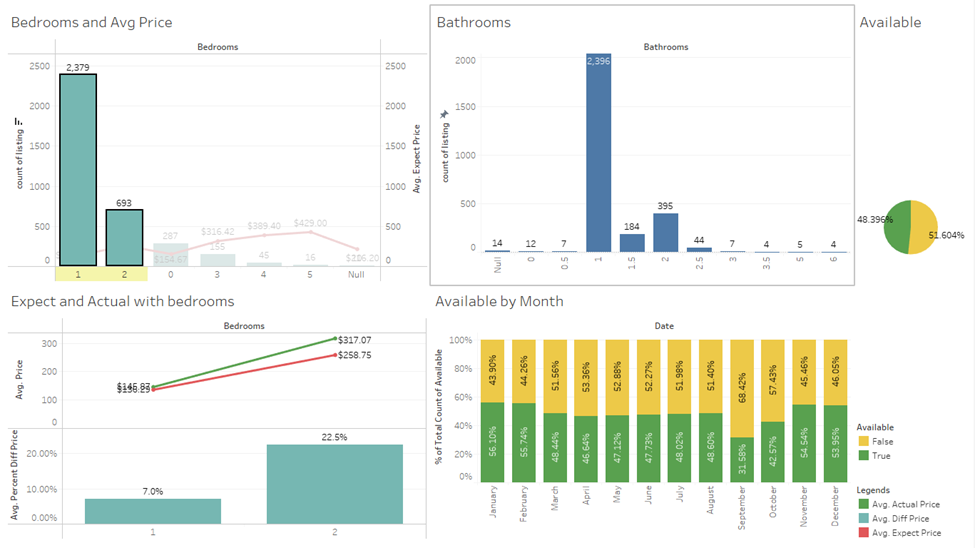 Bedrooms and Avg Price
Bedrooms
count of listing
2500
2000
1500
1000
500
0
2,379
693
287
155
45
16
$154.67
$316.42
$389.40
$429.00
2500
2000
1500
1000
500
0
Avg. Expect Price
1 2 0 3 4 5 Null
Bathrooms
Bathrooms
count of listing
2000
1500
1000
500
0
14 12 7 2,396 184 395 44 7 4 5 4
Null 0 0.5 1 1.5 2 2.5 3 3.5 5 6
Available
48.396%
51.604%
Expect and Actual with bedrooms
Bedrooms
Avg. Price
300
200
100
0
$145.87
$317.07
$258.75
Avg. Percent Diff Price
20.00%
10.00%
0.00%
7.0%
22.5%
1 2
Available by Month
Date
% of Total Count of Available
100%
80%
60%
40%
20%
0%
43.90% 44.26% 51.56% 53.36% 52.88% 52.27% 51.98% 51.40% 68.42% 57.43% 45.46% 46.05%
56.10% 55.74% 48.44% 46.64% 47.12% 47.73% 48.02% 48.60% 31.58% 42.57% 54.54% 53.95%
January February March April May June July August September October November December
Available
False
True
Legends
Avg. Actual Price
Avg. Diff Price
Avg. Expect Price